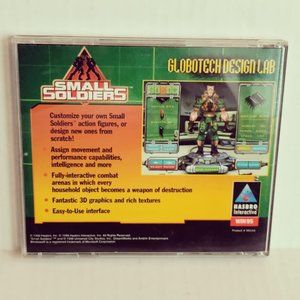 SMALL
SOLDIERS
GLOBOTECH DESIGN LAB
Customize your own Small
Soldiers™ action figures, or
design new ones from
scratch!
Assign movement and
performance capabilities,
intelligence and more
Fully-interactive combat
arenas in which every
household object becomes a weapon of destruction
Fantastic 3D graphics and rich textures
Easy-to-Use interface
HASBRO
Interactive
WIN 95